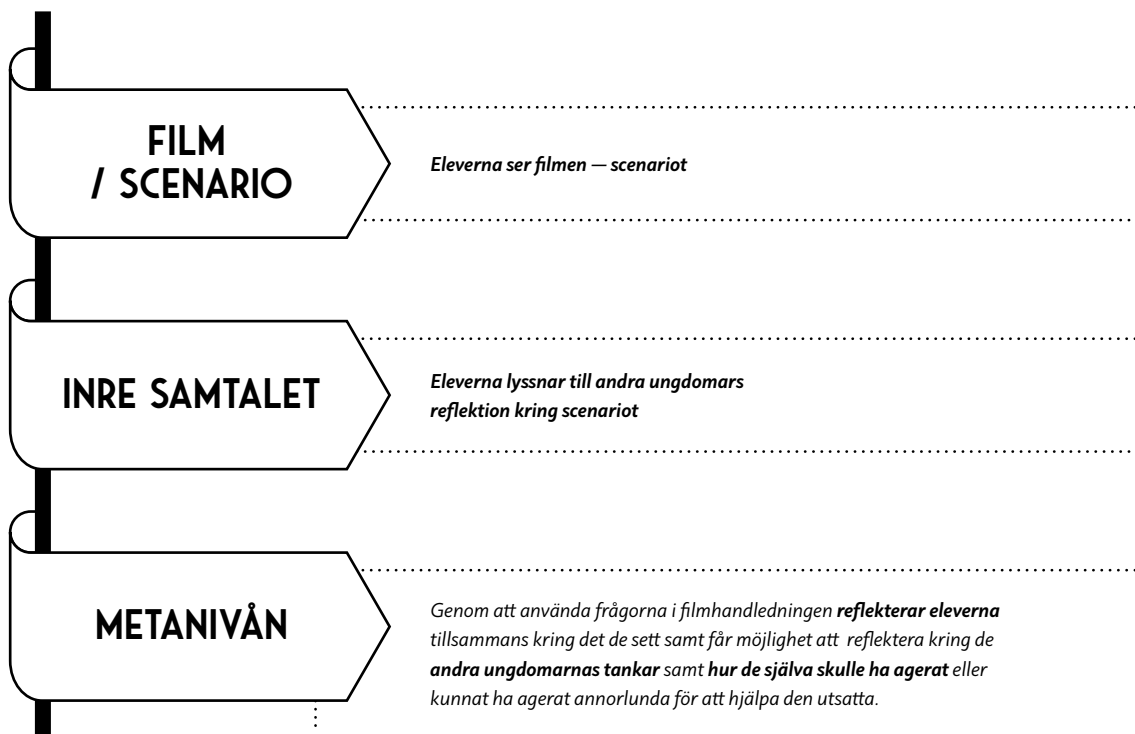 FILM
/ SCENARIO
Eleverna ser filmen — scenariot
INRE SAMTALET
Eleverna lyssnar till andra ungdomars
reflektion kring scenariot
METANIVÅN
Genom att använda frågorna i filmhandledningen reflekterar eleverna
tillsammans kring det de sett samt får möjlighet att reflektera kring de
andra ungdomarnas tankar samt hur de själva skulle ha agerat eller
kunnat ha agerat annorlunda för att hjälpa den utsatta.